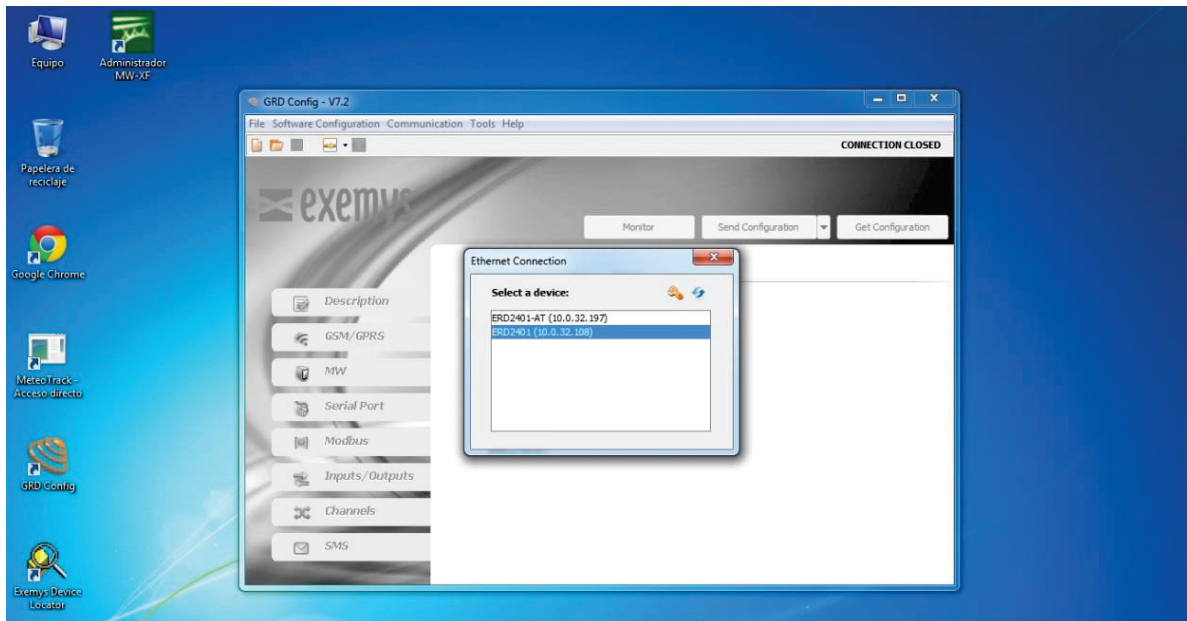 Equipo
Administrador
MW-XF
Papelera de
reciclaje
Google Chrome
MeteoTrack -
Acceso directo
GRD Config
Exemys Device
Locator
GRD Config - V7.2
File Software Configuration Communication Tools Help
CONNECTION CLOSED
exemys
Monitor
Send Configuration
Get Configuration
Description
GSM/GPRS
MW
Serial Port
Modbus
Inputs/Outputs
Channels
SMS
Ethernet Connection
Select a device:
ERD2401-AT (10.0.32.197)
ERD2401 (10.0.32.108)